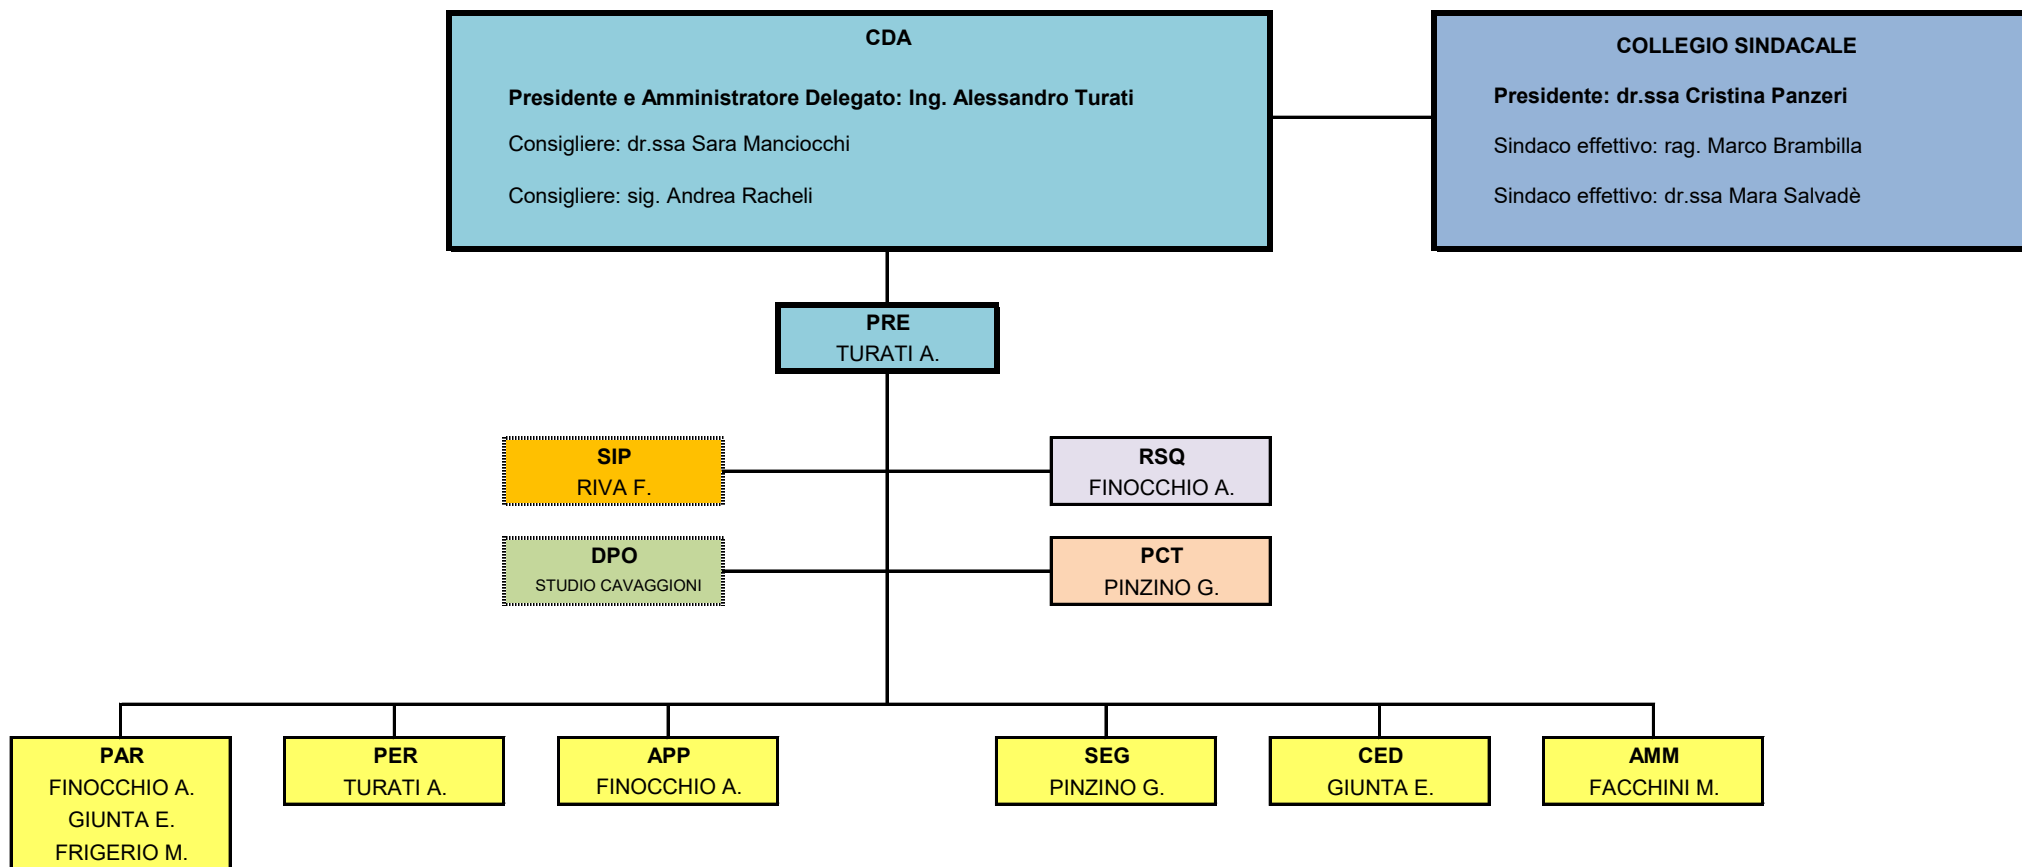 CDA
Presidente e Amministratore Delegato: Ing. Alessandro Turati
Consigliere: dr.ssa Sara Manciocchi
Consigliere: sig. Andrea Racheli
COLLEGIO SINDACALE
Presidente: dr.ssa Cristina Panzeri
Sindaco effettivo: rag. Marco Brambilla
Sindaco effettivo: dr.ssa Mara Salvadè
PRE
TURATI A.
SIP
RIVA F.
RSQ
FINOCCHIO A.
DPO
STUDIO CAVAGGIONI
PCT
PINZINO G.
PAR
FINOCCHIO A.
GIUNTA E.
FRIGERIO M.
PER
TURATI A.
APP
FINOCCHIO A.
SEG
PINZINO G.
CED
GIUNTA E.
AMM
FACCHINI M.